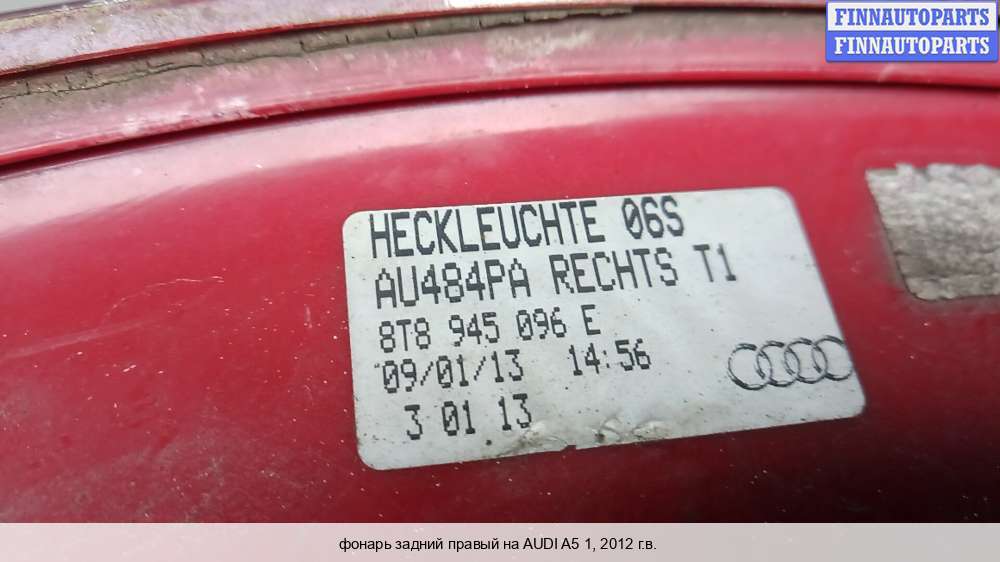 FINNAUTOPARTS
FINNAUTOPARTS
HECKLEUCHTE 06S
AU484PA RECHTS T1
8T8 945 096 E
09/01/13 14:56
3 01 13
фонарь задний правый на AUDI A5 1, 2012 г.в.